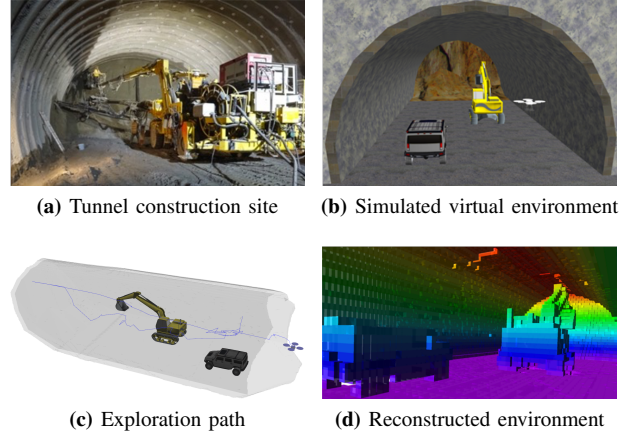 (a) Tunnel construction site
(b) Simulated virtual environment
(c) Exploration path
(d) Reconstructed environment